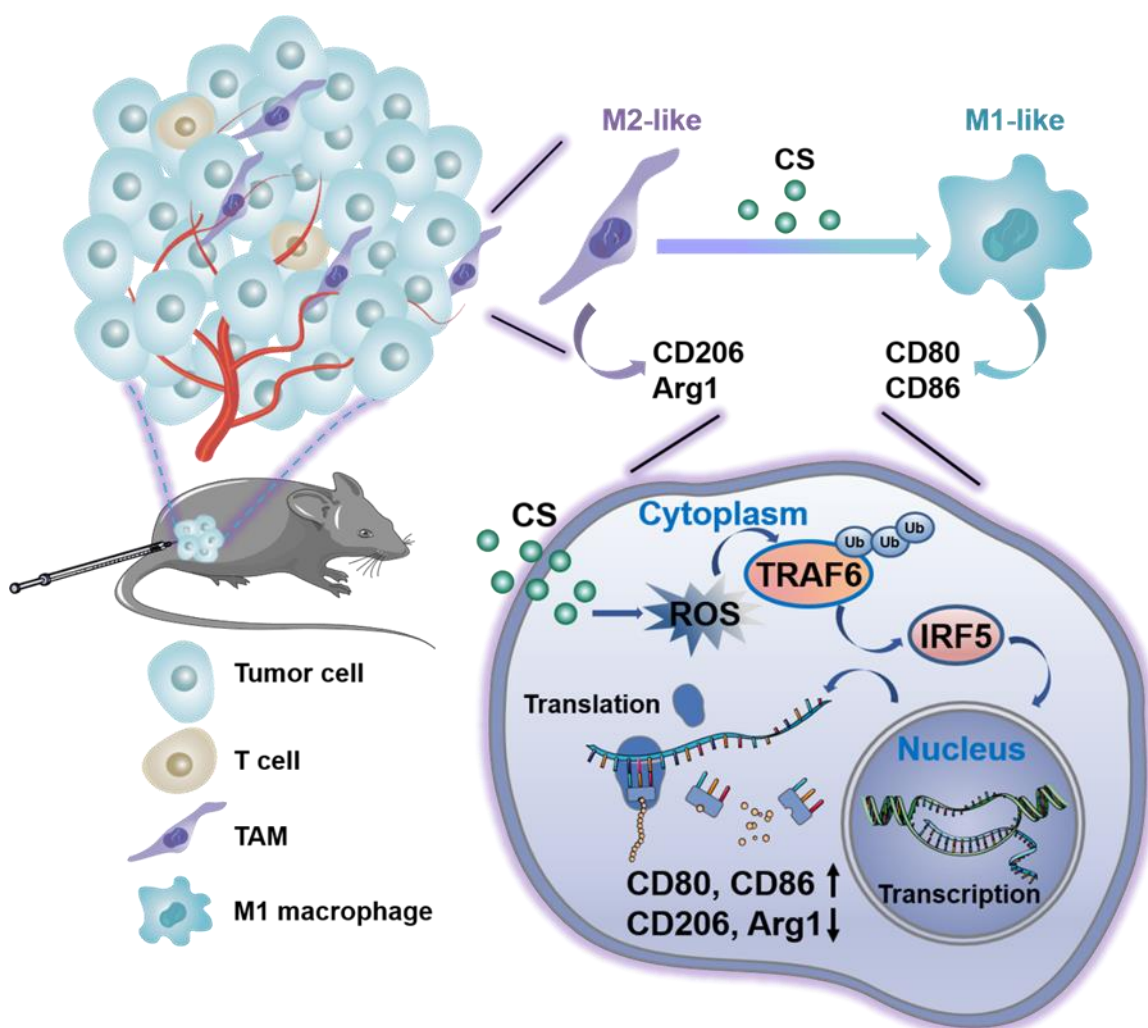 M2-like
M1-like
CS
CD206
Arg1
CD80
CD86
CS
Cytoplasm
Ub
Ub
Ub
TRAF6
ROS
IRF5
Translation
Nucleus
Transcription
CD80, CD86 ↑
CD206, Arg1↓
Tumor cell
T cell
TAM
M1 macrophage